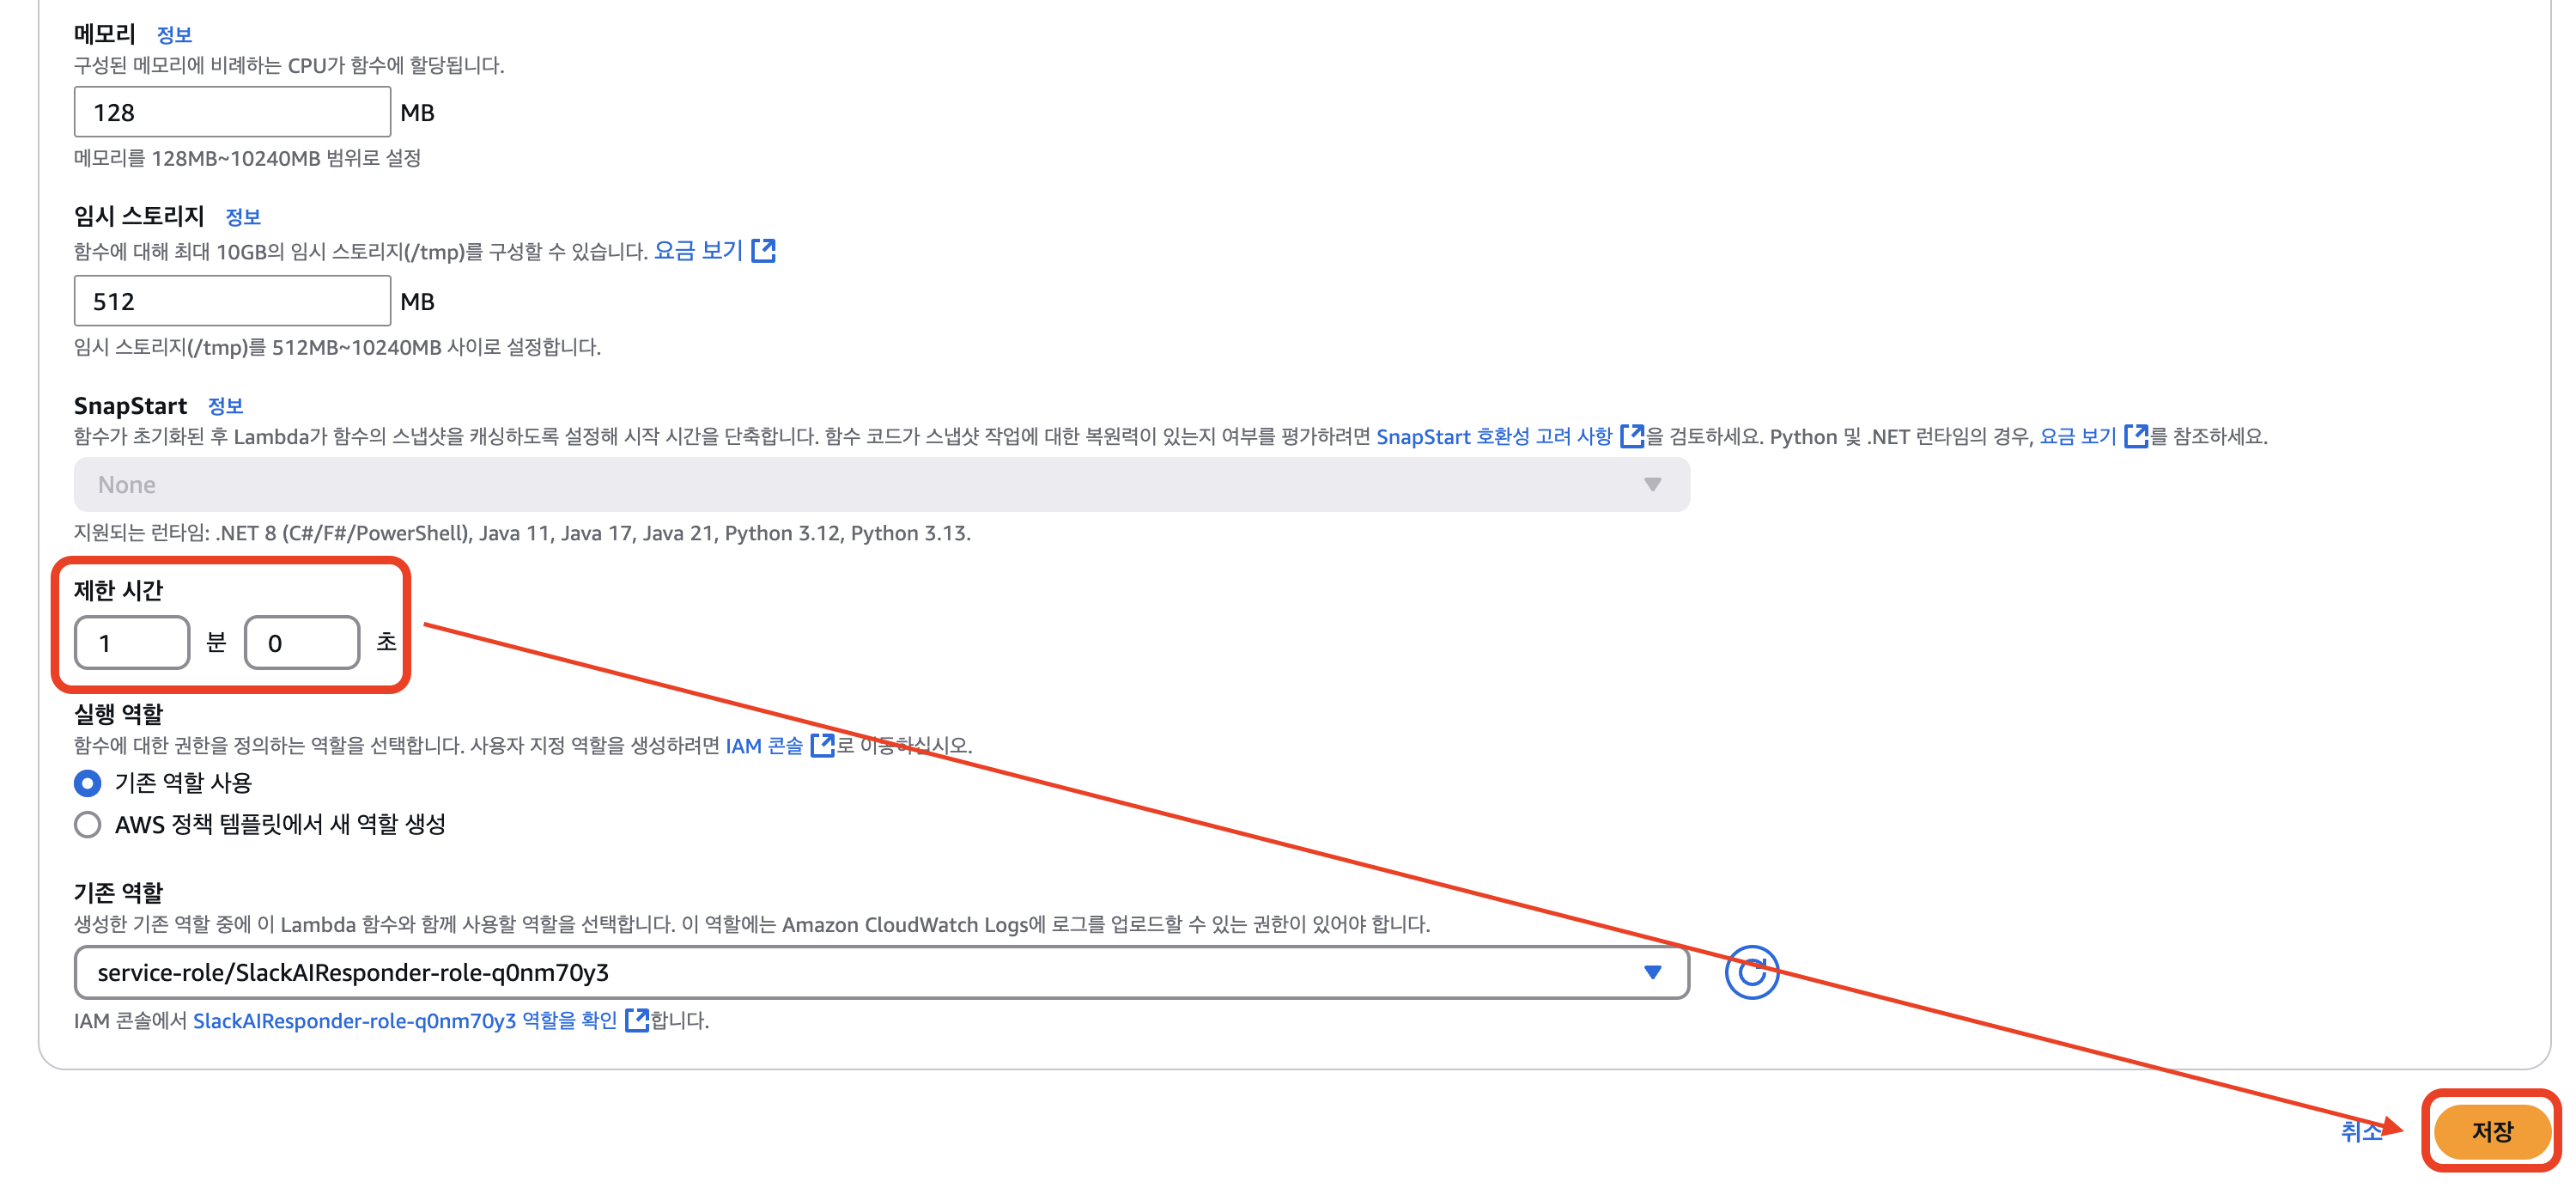 메모리 정보
구성된 메모리에 비례하는 CPU가 함수에 할당됩니다.
128 MB
메모리를 128MB~10240MB 범위로 설정
임시 스토리지 정보
함수에 대해 최대 10GB의 임시 스토리지(/tmp)를 구성할 수 있습니다. 요금 보기
512 MB
임시 스토리지(/tmp)를 512MB~10240MB 사이로 설정합니다.
SnapStart 정보
함수가 초기화된 후 Lambda가 함수의 스냅샷을 캐싱하도록 설정해 시작 시간을 단축합니다. 함수 코드가 스냅샷 작업에 대한 복원력이 있는지 여부를 평가하려면 SnapStart 호환성 고려 사항을 검토하세요. Python 및 .NET 런타임의 경우, 요금 보기를 참조하세요.
None
지원되는 런타임: .NET 8 (C#/F#/PowerShell), Java 11, Java 17, Java 21, Python 3.12, Python 3.13.
제한 시간
1 분 0 초
실행 역할
함수에 대한 권한을 정의하는 역할을 선택합니다. 사용자 지정 역할을 생성하려면 IAM 콘솔로 이동하십시오.
기존 역할 사용
AWS 정책 템플릿에서 새 역할 생성
기존 역할
생성한 기존 역할 중에 이 Lambda 함수와 함께 사용할 역할을 선택합니다. 이 역할에는 Amazon CloudWatch Logs에 로그를 업로드할 수 있는 권한이 있어야 합니다.
service-role/SlackAIResponder-role-q0nm70y3
IAM 콘솔에서 SlackAIResponder-role-q0nm70y3 역할을 확인합니다.
취소 저장